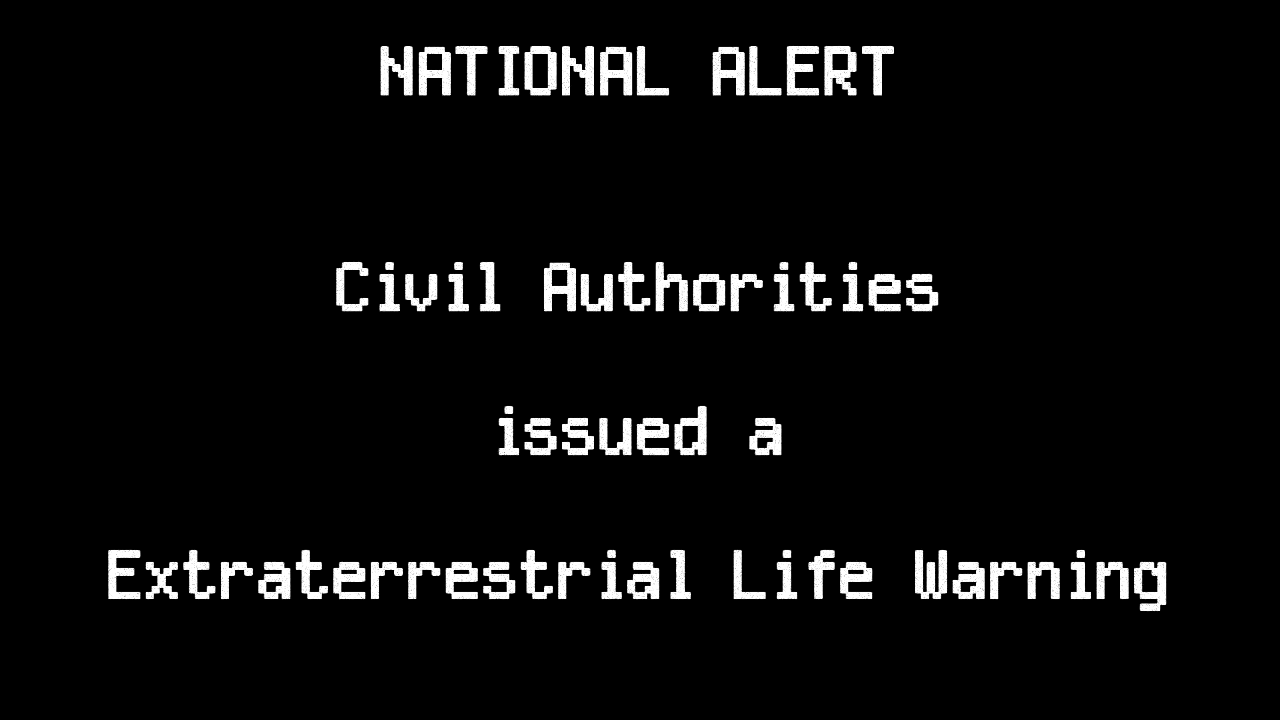 NATIONAL ALERT
Civil Authorities
issued a
Extraterrestrial Life Warning